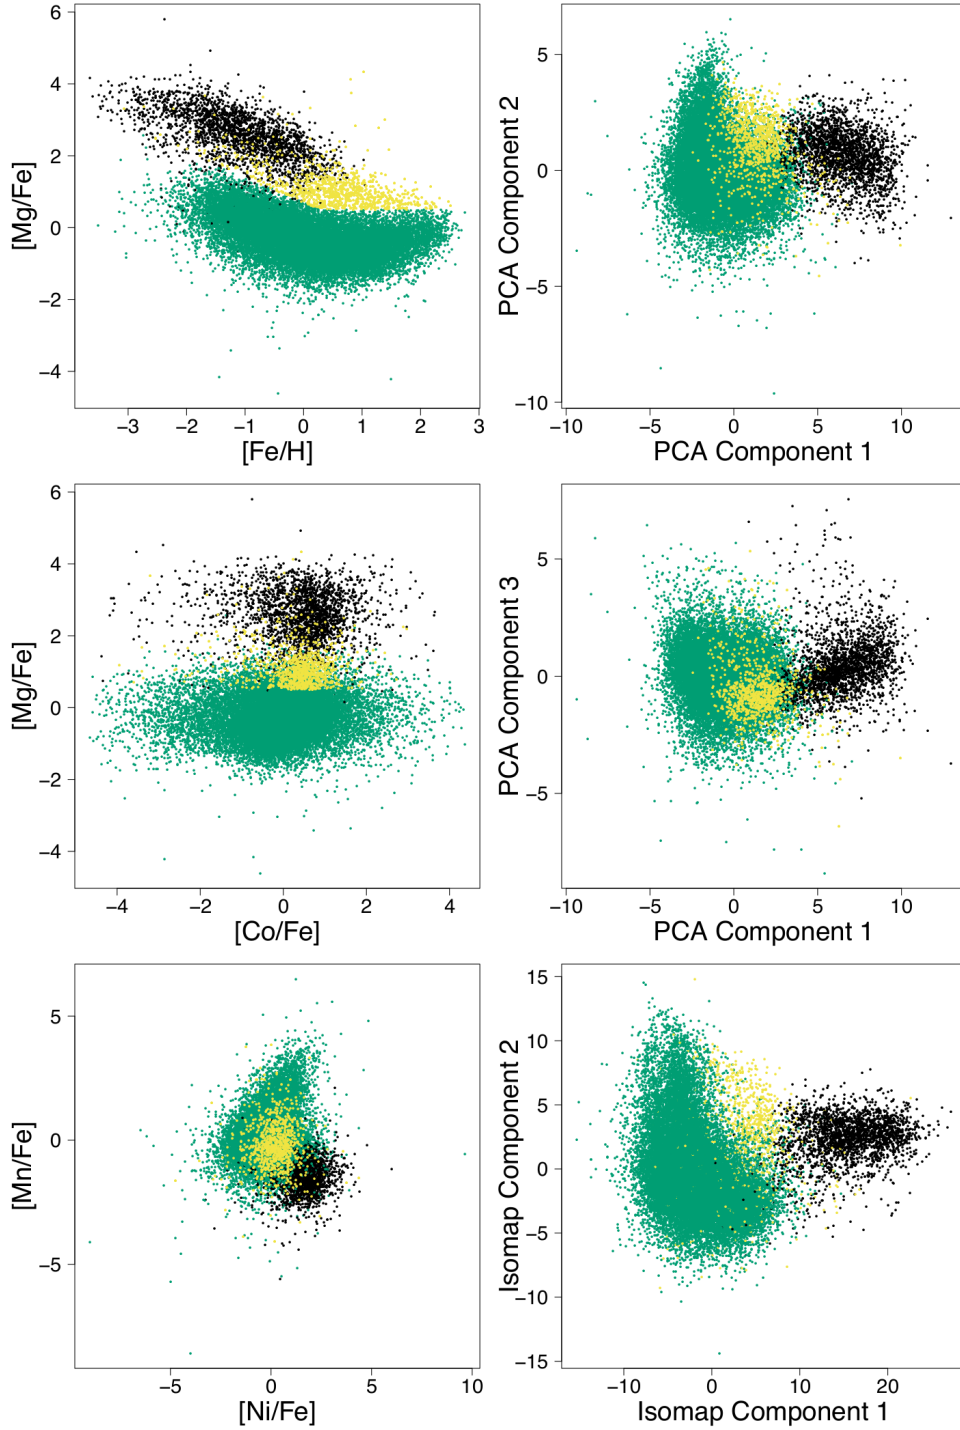 6
4
2
0
−2
−4
[Mg/Fe]
−3 −2 −1 0 1 2 3
[Fe/H]
5
0
−5
−10
PCA Component 2
−10 −5 0 5 10
PCA Component 1
6
4
2
0
−2
−4
[Mg/Fe]
−4 −2 0 2 4
[Co/Fe]
5
0
−5
PCA Component 3
−10 −5 0 5 10
PCA Component 1
5
0
−5
[Mn/Fe]
−5 0 5 10
[Ni/Fe]
15
10
5
0
−5
−10
−15
Isomap Component 2
−10 0 10 20
Isomap Component 1